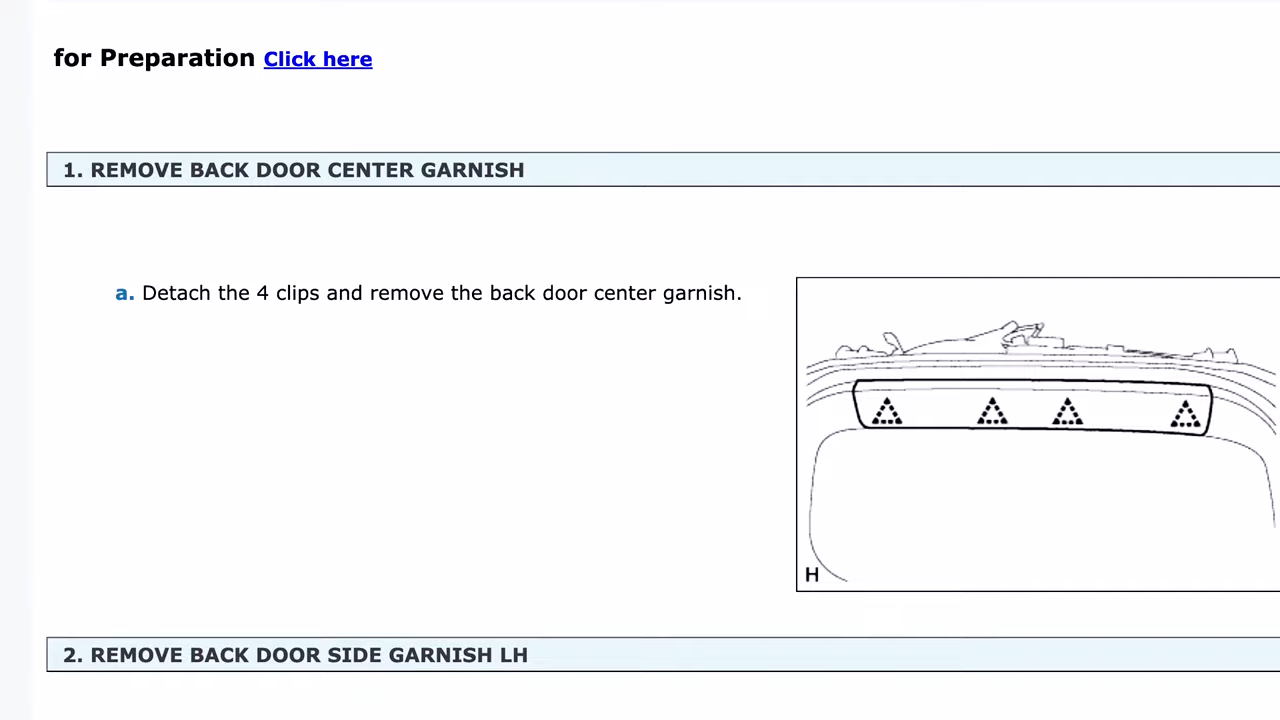 for Preparation Click here
1. REMOVE BACK DOOR CENTER GARNISH
a. Detach the 4 clips and remove the back door center garnish.
H
2. REMOVE BACK DOOR SIDE GARNISH LH